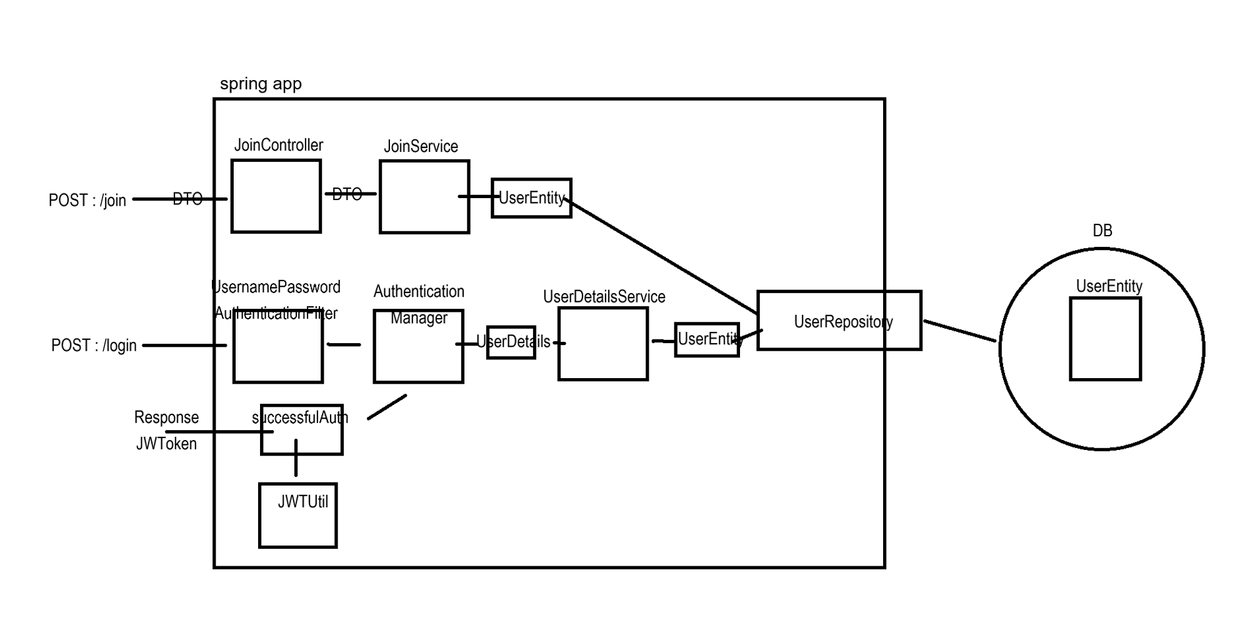 spring app
JoinController
JoinService
POST : /join
DTO
DTO
UserEntity
DB
UserEntity
UsernamePassword
AuthenticationFilter
Authentication
Manager
UserDetailsService
UserRepository
POST : /login
UserDetails
UserEntity
Response
JWToken
successfulAuth
JWTUtil